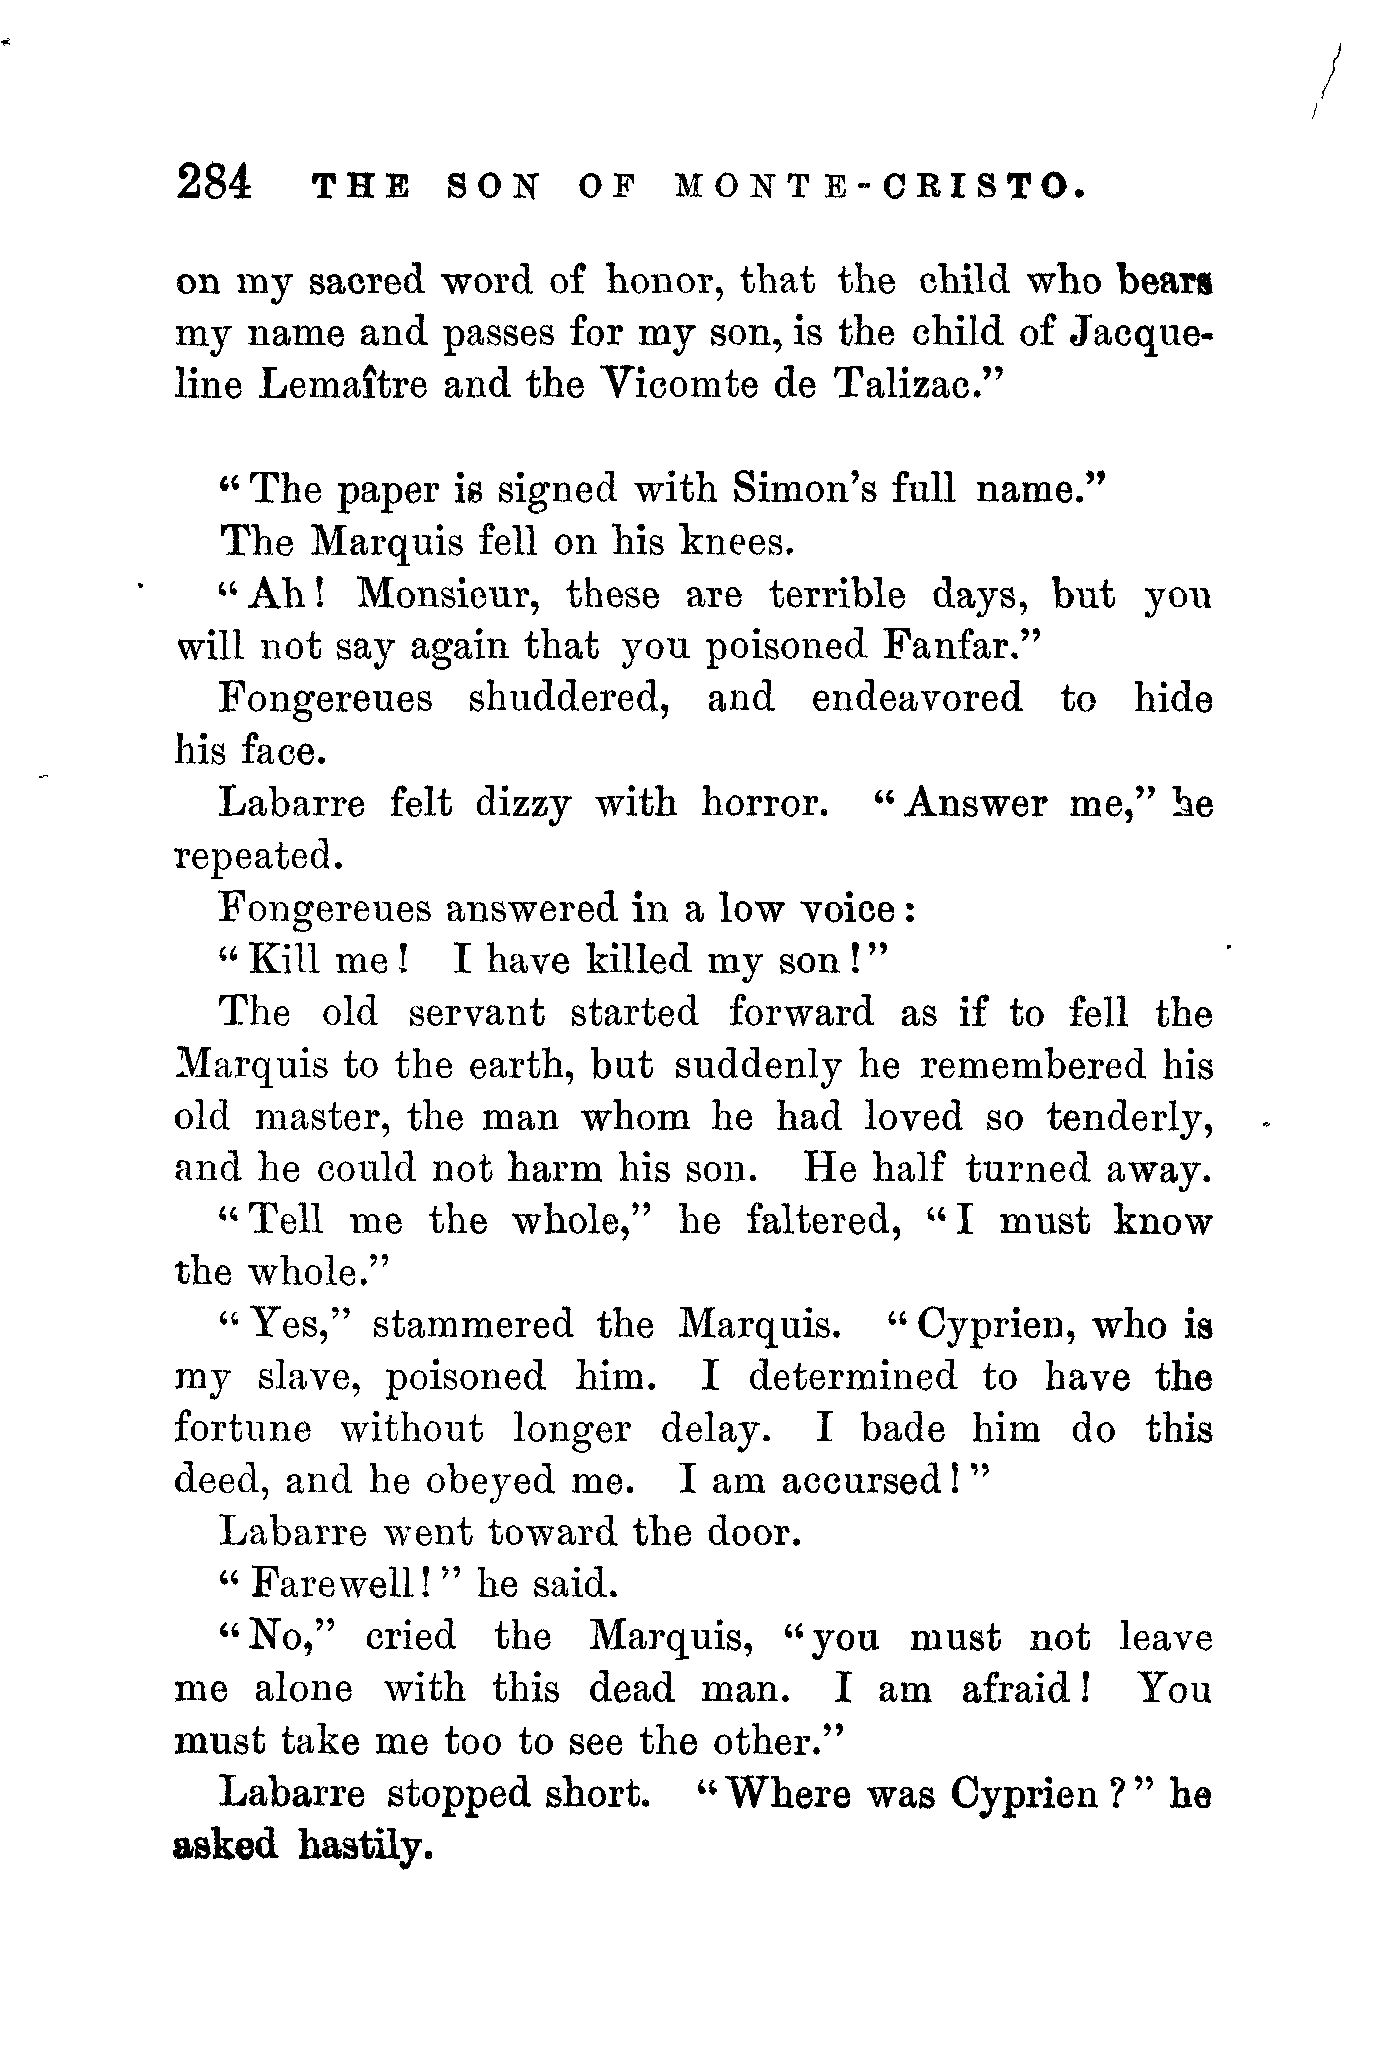 284 THE SON OF MONTE-CRISTO.
on my sacred word of honor, that the child who bears
my name and passes for my son, is the child of Jacque-
line Lemaître and the Vicomte de Talizac.”
“The paper is signed with Simon’s full name.”
The Marquis fell on his knees.
“Ah! Monsieur, these are terrible days, but you
will not say again that you poisoned Fanfar.”
Fongereues shuddered, and endeavored to hide
his face.
Labarre felt dizzy with horror. “Answer me,” he
repeated.
Fongereues answered in a low voice:
“Kill me! I have killed my son!”
The old servant started forward as if to fell the
Marquis to the earth, but suddenly he remembered his
old master, the man whom he had loved so tenderly,
and he could not harm his son. He half turned away.
“Tell me the whole,” he faltered, “I must know
the whole.”
“Yes,” stammered the Marquis. “Cyprien, who is
my slave, poisoned him. I determined to have the
fortune without longer delay. I bade him do this
deed, and he obeyed me. I am accursed!”
Labarre went toward the door.
“Farewell!” he said.
“No,” cried the Marquis, “you must not leave
me alone with this dead man. I am afraid! You
must take me too to see the other.”
Labarre stopped short. “Where was Cyprien?” he
asked hastily.